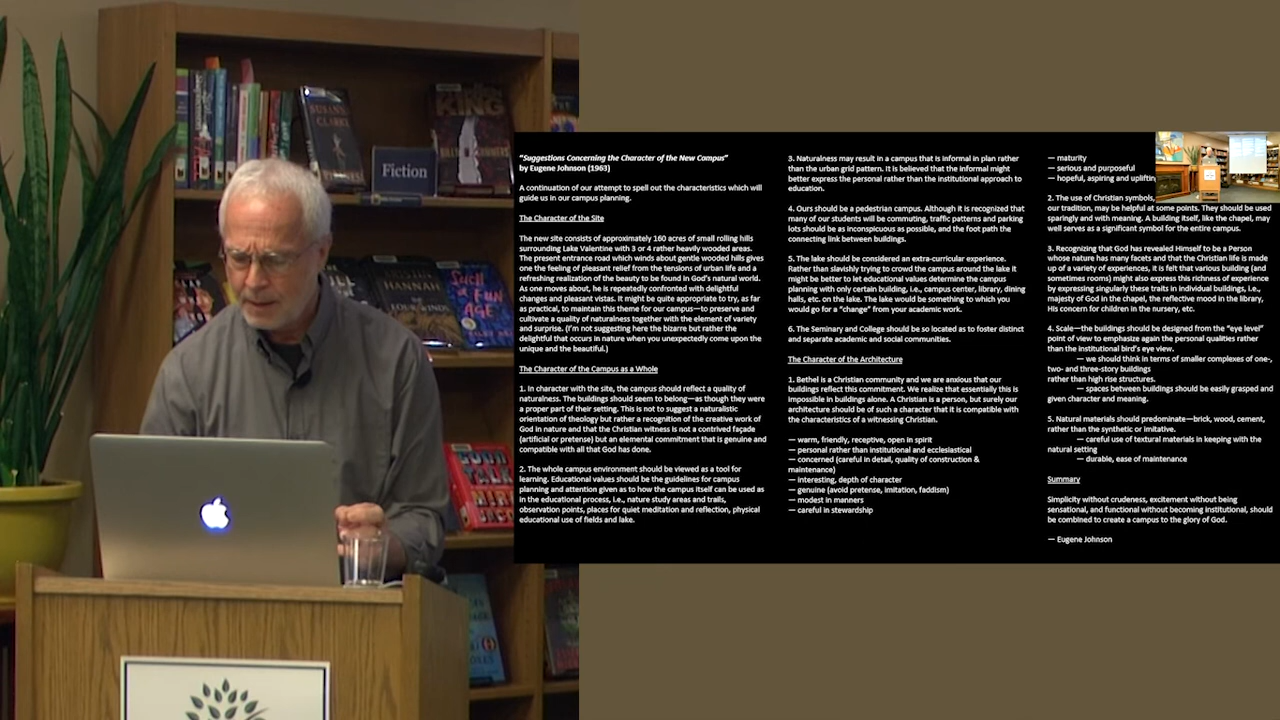 SUSANNA
CLARKE
KING
BILLY SUMMERS
Fiction
HANNAH
THE FOUR WINDS
Such
a FUN
AGE
"Suggestions Concerning the Character of the New Campus"
by Eugene Johnson (1963)
A continuation of our attempt to spell out the characteristics which will
guide us in our campus planning.
The Character of the Site
The new site consists of approximately 160 acres of small rolling hills
surrounding Lake Valentine with 3 or 4 rather heavily wooded areas.
The present entrance road which winds about gentle wooded hills gives
one the feeling of pleasant relief from the tensions of urban life and a
refreshing realization of the beauty to be found in God's natural world.
As one moves about, he is repeatedly confronted with delightful
changes and pleasant vistas. It might be quite appropriate to try, as far
as practical, to maintain this theme for our campus—to preserve and
cultivate a quality of naturalness together with the element of variety
and surprise. (I'm not suggesting here the bizarre but rather the
delightful that occurs in nature when you unexpectedly come upon the
unique and the beautiful.)
The Character of the Campus as a Whole
1. In character with the site, the campus should reflect a quality of
naturalness. The buildings should seem to belong—as though they were
a proper part of their setting. This is not to suggest a naturalistic
orientation of theology but rather a recognition of the creative work of
God in nature and that the Christian witness is not a contrived façade
(artificial or pretense) but an elemental commitment that is genuine and
compatible with all that God has done.
2. The whole campus environment should be viewed as a tool for
learning. Educational values should be the guidelines for campus
planning and attention given as to how the campus itself can be used as
in the educational process, i.e., nature study areas and trails,
observation points, places for quiet meditation and reflection, physical
educational use of fields and lake.
3. Naturalness may result in a campus that is informal in plan rather
than the urban grid pattern. It is believed that the informal might
better express the personal rather than the institutional approach to
education.
4. Ours should be a pedestrian campus. Although it is recognized that
many of our students will be commuting, traffic patterns and parking
lots should be as inconspicuous as possible, and the foot path the
connecting link between buildings.
5. The lake should be considered an extra-curricular experience.
Rather than slavishly trying to crowd the campus around the lake it
might be better to let educational values determine the campus
planning with only certain building, i.e., campus center, library, dining
halls, etc. on the lake. The lake would be something to which you
would go for a "change" from your academic work.
6. The Seminary and College should be so located as to foster distinct
and separate academic and social communities.
The Character of the Architecture
1. Bethel is a Christian community and we are anxious that our
buildings reflect this commitment. We realize that essentially this is
impossible in buildings alone. A Christian is a person, but surely our
architecture should be of such a character that it is compatible with
the characteristics of a witnessing Christian.
— warm, friendly, receptive, open in spirit
— personal rather than institutional and ecclesiastical
— concerned (careful in detail, quality of construction &
maintenance)
— interesting, depth of character
— genuine (avoid pretense, imitation, faddism)
— modest in manners
— careful in stewardship
— maturity
— serious and purposeful
— hopeful, aspiring and upliftin
2. The use of Christian symbols,
our tradition, may be helpful at some points. They should be used
sparingly and with meaning. A building itself, like the chapel, may
well serve as a significant symbol for the entire campus.
3. Recognizing that God has revealed Himself to be a Person
whose nature has many facets and that the Christian life is made
up of a variety of experiences, it is felt that various building (and
sometimes rooms) might also express this richness of experience
by expressing singularly these traits in individual buildings, i.e.,
majesty of God in the chapel, the reflective mood in the library,
His concern for children in the nursery, etc.
4. Scale—the buildings should be designed from the "eye level"
point of view to emphasize again the personal qualities rather
than the institutional bird's eye view.
— we should think in terms of smaller complexes of one-,
two- and three-story buildings
rather than high rise structures.
— spaces between buildings should be easily grasped and
given character and meaning.
5. Natural materials should predominate—brick, wood, cement,
rather than the synthetic or imitative.
— careful use of textural materials in keeping with the
natural setting
— durable, ease of maintenance
Summary
Simplicity without crudeness, excitement without being
sensational, and functional without becoming institutional, should
be combined to create a campus to the glory of God.
— Eugene Johnson